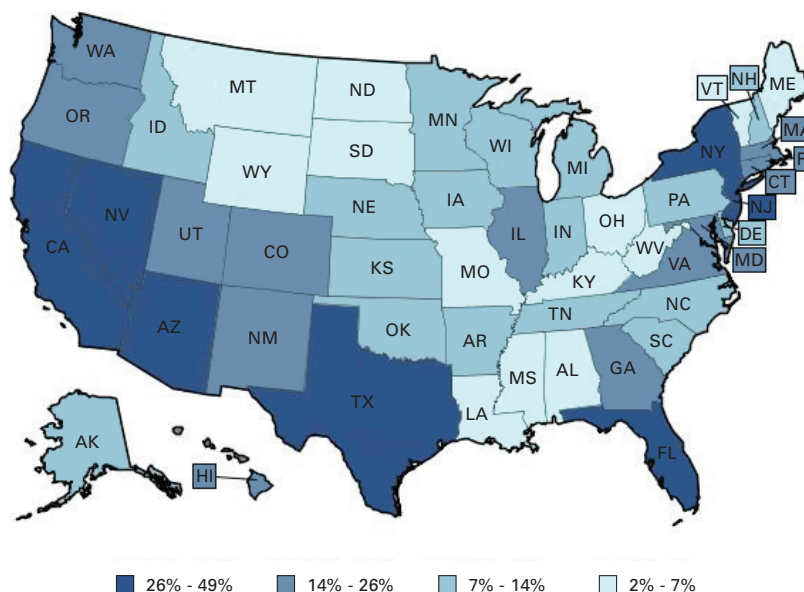 WA
MT
ND
MN
VT
NH
ME
OR
ID
WI
NY
MA
SD
WY
MI
CT
IA
PA
NJ
NE
NV
OH
DE
IL
IN
UT
CO
WV
MD
CA
VA
KS
MO
KY
NC
TN
OK
AZ
NM
AR
SC
MS
AL
GA
TX
LA
AK
FL
HI
26% - 49%
14% - 26%
7% - 14%
2% - 7%